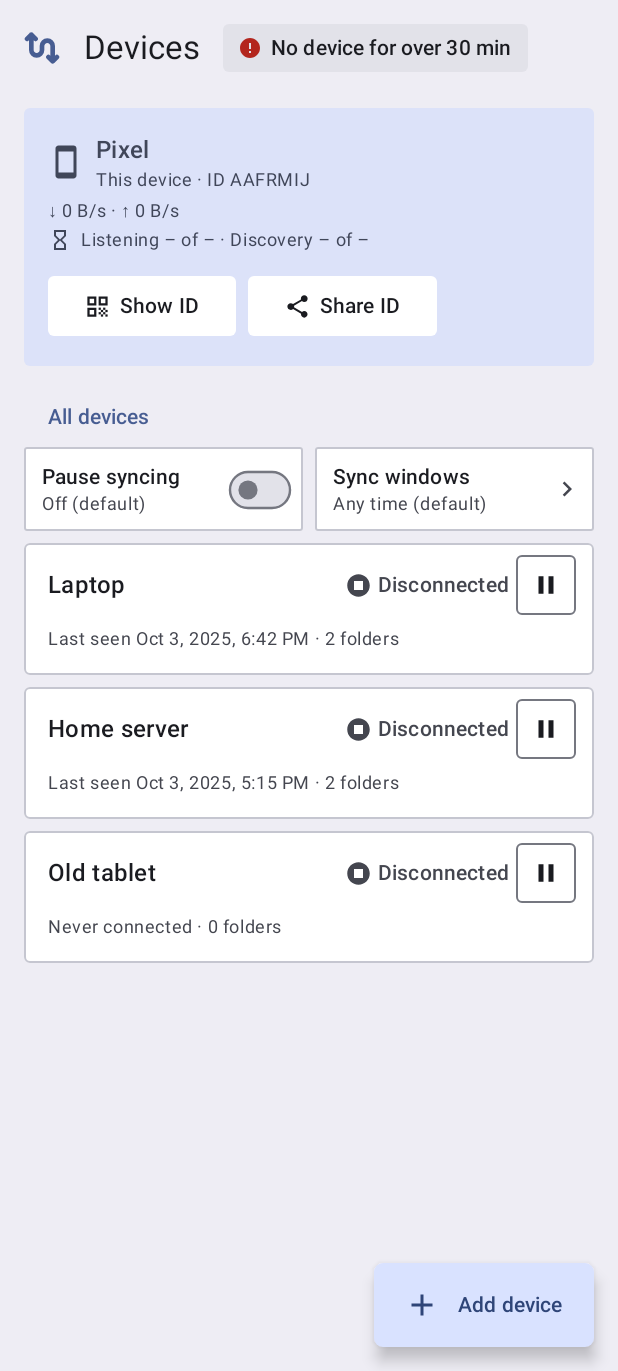 Devices
No device for over 30 min
Pixel
This device · ID AAFRMIJ
↓ 0 B/s · ↑ 0 B/s
Listening – of – · Discovery – of –
Show ID
Share ID
All devices
Pause syncing
Off (default)
Sync windows
Any time (default)
Laptop
Disconnected
Last seen Oct 3, 2025, 6:42 PM · 2 folders
Home server
Disconnected
Last seen Oct 3, 2025, 5:15 PM · 2 folders
Old tablet
Disconnected
Never connected · 0 folders
Add device